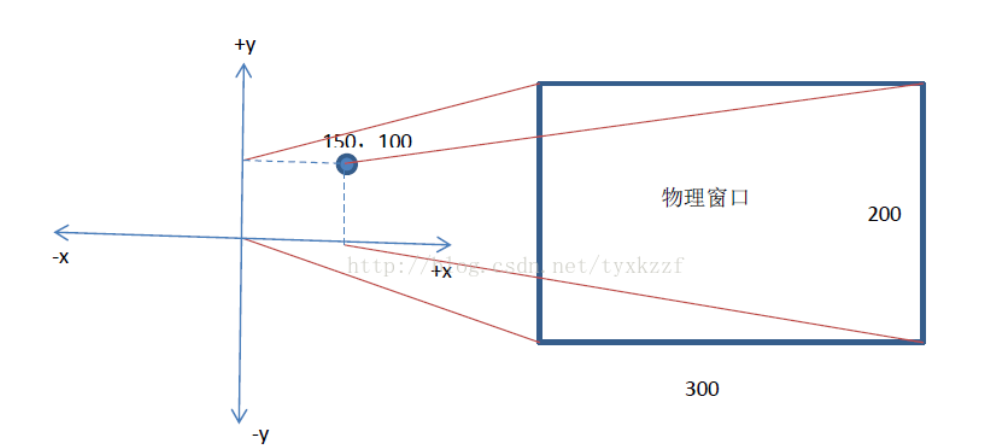 +y
150，100
物理窗口
200
-x
+x
http://blog.csdn.net/tyxkzzf
300
-y